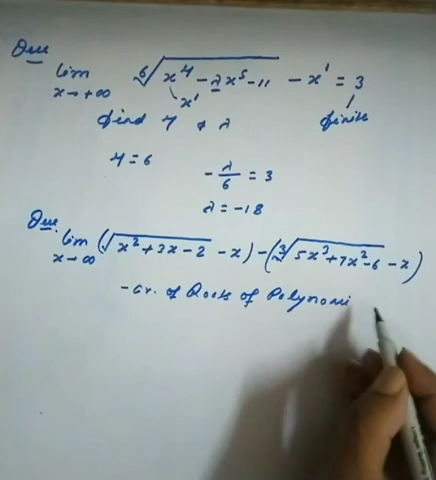 Que
lim x → +∞ ⁶√(x⁴ - λx⁵ - 11) - x' = 3
x'
find 4 & λ
finite
4 = 6
- λ/6 = 3
λ = -18
Que.
lim x → ∞ (√(x² + 3x - 2) - x) - (³√(5x³ + 7x² - 6) - x)
- of Roots of Polynomi